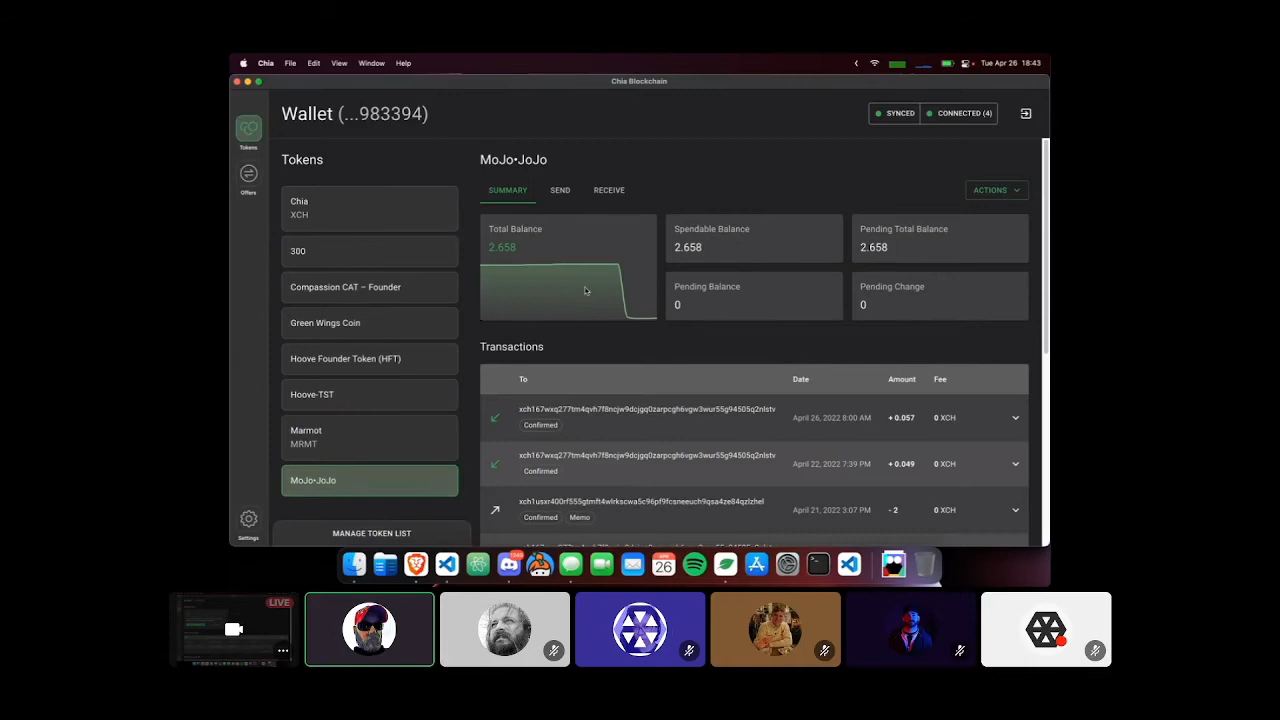 Chia File Edit View Window Help
Tue Apr 26 18:43
Chia Blockchain
Wallet (...983394)
SYNCED
CONNECTED (4)
Tokens
Offers
Settings
Tokens
Chia
XCH
300
Compassion CAT – Founder
Green Wings Coin
Hoove Founder Token (HFT)
Hoove-TST
Marmot
MRMT
MoJo•JoJo
MANAGE TOKEN LIST
MoJo•JoJo
SUMMARY SEND RECEIVE
ACTIONS
Total Balance
2.658
Spendable Balance
2.658
Pending Total Balance
2.658
Pending Balance
0
Pending Change
0
Transactions
To Date Amount Fee
xch167wxq277tm4qvh7f8ncjw9dcjgq0zarpcgh6vgw3wur55g94505q2nlstv
Confirmed
April 26, 2022 8:00 AM + 0.057 0 XCH
xch167wxq277tm4qvh7f8ncjw9dcjgq0zarpcgh6vgw3wur55g94505q2nlstv
Confirmed
April 22, 2022 7:39 PM + 0.049 0 XCH
xch1usxr400rf555gtmft4wlrkscwa5c96pf9fcsneeuch9qsa4ze84qzlzhel
Confirmed Memo
April 21, 2022 3:07 PM - 2 0 XCH
APR
26
LIVE